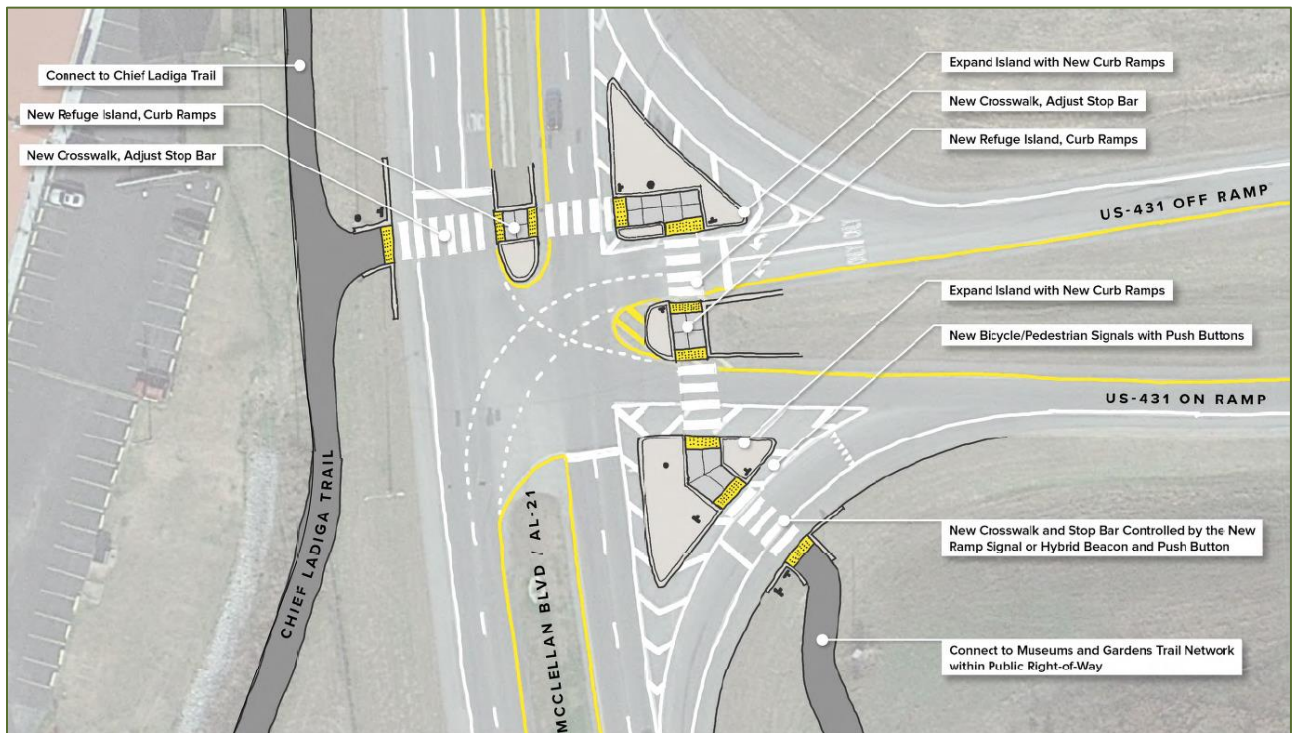 Connect to Chief Ladiga Trail
New Refuge Island, Curb Ramps
New Crosswalk, Adjust Stop Bar
Expand Island with New Curb Ramps
New Crosswalk, Adjust Stop Bar
New Refuge Island, Curb Ramps
US-431 OFF RAMP
ONLY ONLY
Expand Island with New Curb Ramps
New Bicycle/Pedestrian Signals with Push Buttons
US-431 ON RAMP
CHIEF LADIGA TRAIL
MCCLELLAN BLVD / AL-21
New Crosswalk and Stop Bar Controlled by the New
Ramp Signal or Hybrid Beacon and Push Button
Connect to Museums and Gardens Trail Network
within Public Right-of-Way